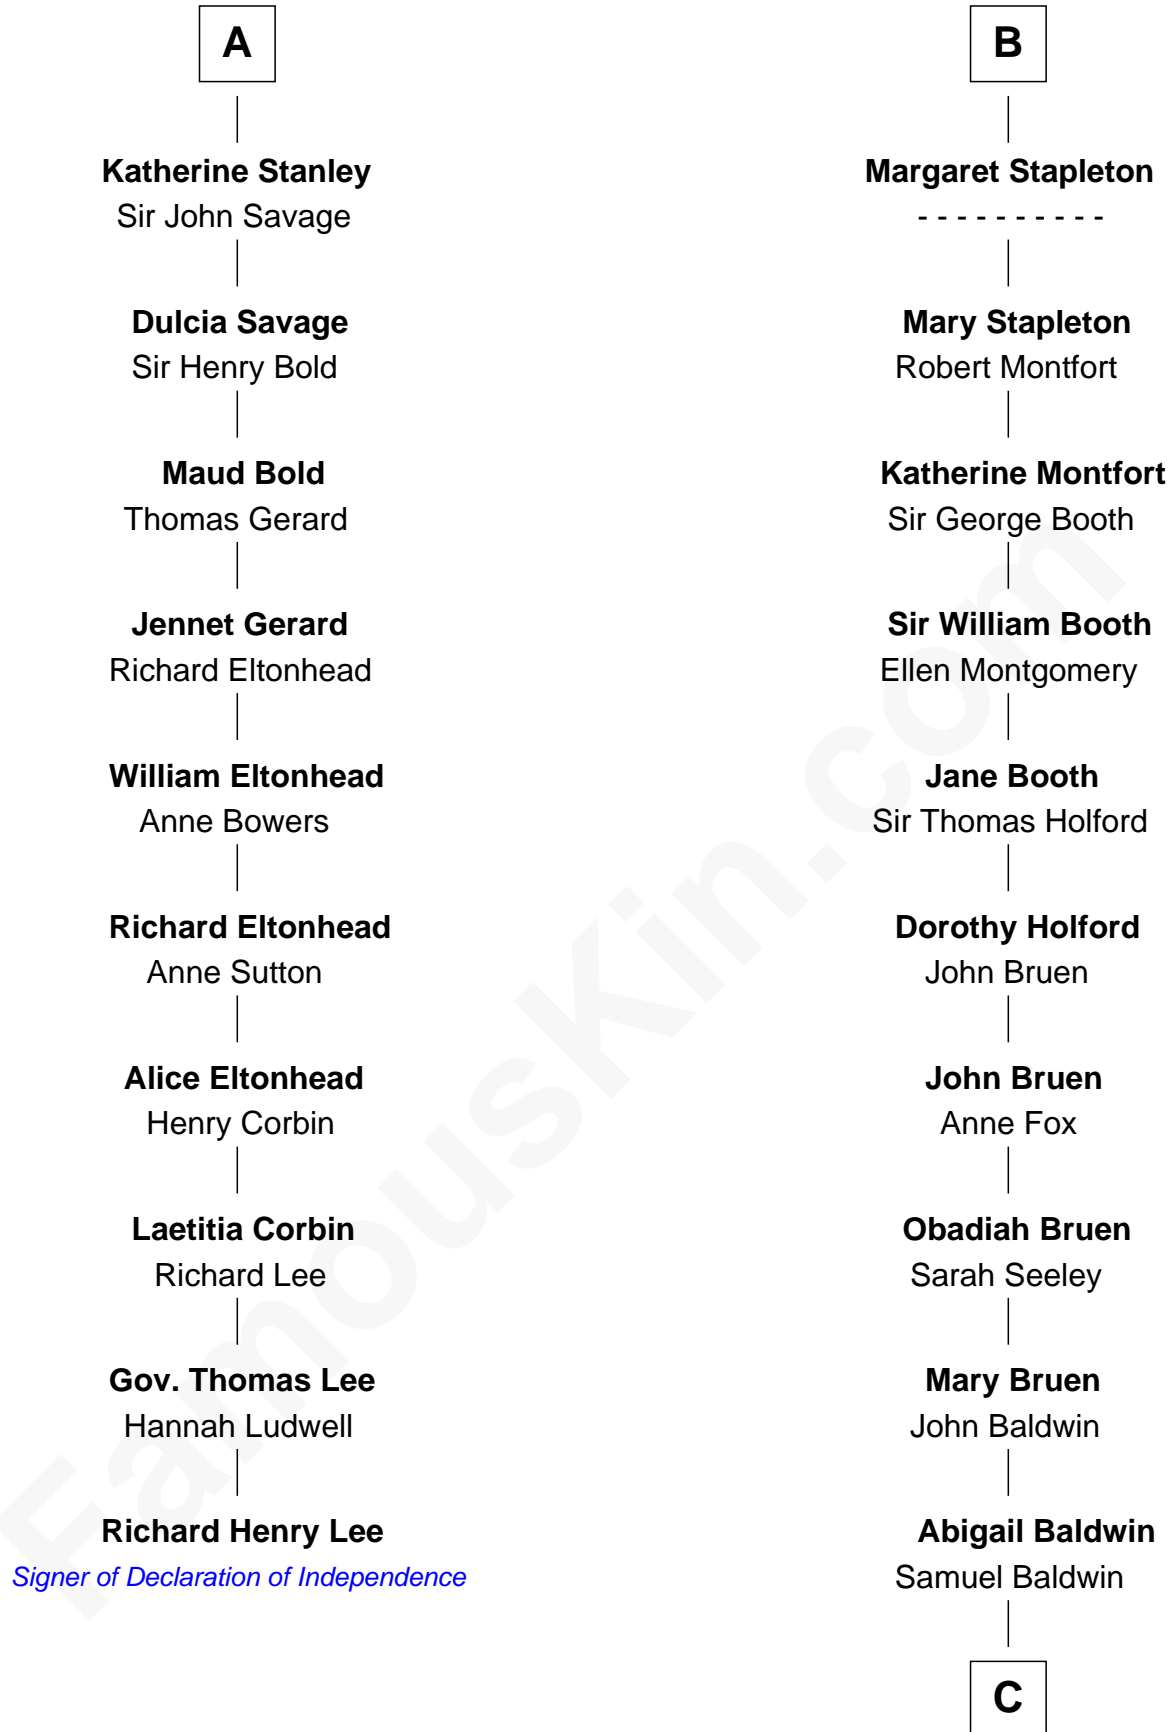 A
Katherine Stanley
Sir John Savage
Dulcia Savage
Sir Henry Bold
Maud Bold
Thomas Gerard
Jennet Gerard
Richard Eltonhead
William Eltonhead
Anne Bowers
Richard Eltonhead
Anne Sutton
Alice Eltonhead
Henry Corbin
Laetitia Corbin
Richard Lee
Gov. Thomas Lee
Hannah Ludwell
Richard Henry Lee
Signer of Declaration of Independence
B
Margaret Stapleton
- - - - - - - - - -
Mary Stapleton
Robert Montfort
Katherine Montfort
Sir George Booth
Sir William Booth
Ellen Montgomery
Jane Booth
Sir Thomas Holford
Dorothy Holford
John Bruen
John Bruen
Anne Fox
Obadiah Bruen
Sarah Seeley
Mary Bruen
John Baldwin
Abigail Baldwin
Samuel Baldwin
C
FamousKin.com